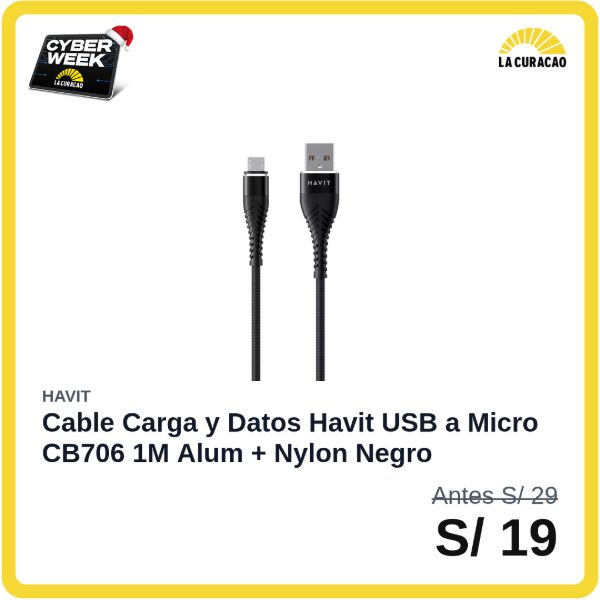 CYBER
WEEK
LA CURACAO
LA CURACAO
HAVIT
HAVIT
Cable Carga y Datos Havit USB a Micro
CB706 1M Alum + Nylon Negro
Antes S/ 29
S/ 19